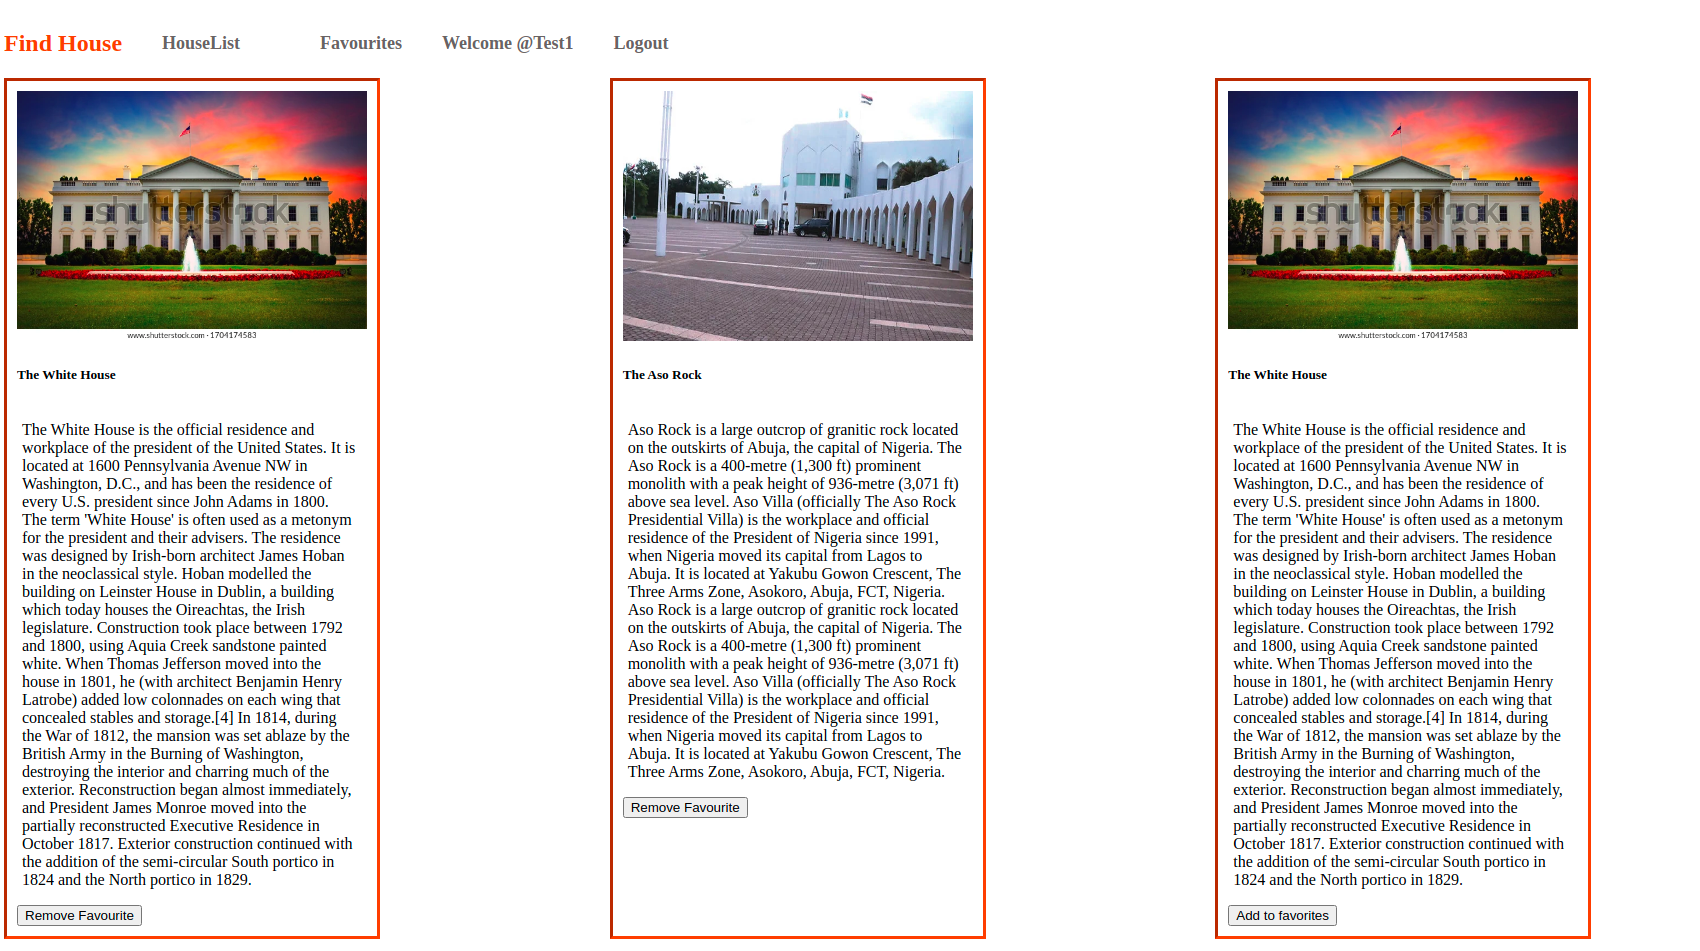 Find House HouseList Favourites Welcome @Test1 Logout
shutterstock
www.shutterstock.com · 1704174583
The White House
The White House is the official residence and
workplace of the president of the United States. It is
located at 1600 Pennsylvania Avenue NW in
Washington, D.C., and has been the residence of
every U.S. president since John Adams in 1800.
The term 'White House' is often used as a metonym
for the president and their advisers. The residence
was designed by Irish-born architect James Hoban
in the neoclassical style. Hoban modelled the
building on Leinster House in Dublin, a building
which today houses the Oireachtas, the Irish
legislature. Construction took place between 1792
and 1800, using Aquia Creek sandstone painted
white. When Thomas Jefferson moved into the
house in 1801, he (with architect Benjamin Henry
Latrobe) added low colonnades on each wing that
concealed stables and storage.[4] In 1814, during
the War of 1812, the mansion was set ablaze by the
British Army in the Burning of Washington,
destroying the interior and charring much of the
exterior. Reconstruction began almost immediately,
and President James Monroe moved into the
partially reconstructed Executive Residence in
October 1817. Exterior construction continued with
the addition of the semi-circular South portico in
1824 and the North portico in 1829.
Remove Favourite
The Aso Rock
Aso Rock is a large outcrop of granitic rock located
on the outskirts of Abuja, the capital of Nigeria. The
Aso Rock is a 400-metre (1,300 ft) prominent
monolith with a peak height of 936-metre (3,071 ft)
above sea level. Aso Villa (officially The Aso Rock
Presidential Villa) is the workplace and official
residence of the President of Nigeria since 1991,
when Nigeria moved its capital from Lagos to
Abuja. It is located at Yakubu Gowon Crescent, The
Three Arms Zone, Asokoro, Abuja, FCT, Nigeria.
Aso Rock is a large outcrop of granitic rock located
on the outskirts of Abuja, the capital of Nigeria. The
Aso Rock is a 400-metre (1,300 ft) prominent
monolith with a peak height of 936-metre (3,071 ft)
above sea level. Aso Villa (officially The Aso Rock
Presidential Villa) is the workplace and official
residence of the President of Nigeria since 1991,
when Nigeria moved its capital from Lagos to
Abuja. It is located at Yakubu Gowon Crescent, The
Three Arms Zone, Asokoro, Abuja, FCT, Nigeria.
Remove Favourite
shutterstock
www.shutterstock.com · 1704174583
The White House
The White House is the official residence and
workplace of the president of the United States. It is
located at 1600 Pennsylvania Avenue NW in
Washington, D.C., and has been the residence of
every U.S. president since John Adams in 1800.
The term 'White House' is often used as a metonym
for the president and their advisers. The residence
was designed by Irish-born architect James Hoban
in the neoclassical style. Hoban modelled the
building on Leinster House in Dublin, a building
which today houses the Oireachtas, the Irish
legislature. Construction took place between 1792
and 1800, using Aquia Creek sandstone painted
white. When Thomas Jefferson moved into the
house in 1801, he (with architect Benjamin Henry
Latrobe) added low colonnades on each wing that
concealed stables and storage.[4] In 1814, during
the War of 1812, the mansion was set ablaze by the
British Army in the Burning of Washington,
destroying the interior and charring much of the
exterior. Reconstruction began almost immediately,
and President James Monroe moved into the
partially reconstructed Executive Residence in
October 1817. Exterior construction continued with
the addition of the semi-circular South portico in
1824 and the North portico in 1829.
Add to favorites